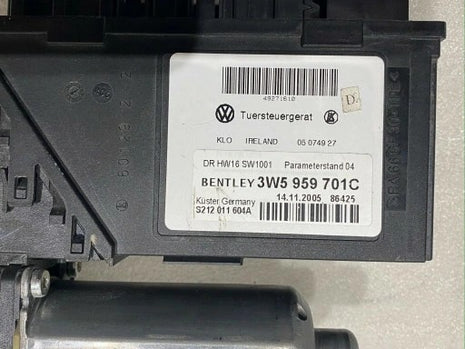 49271610
D
Tuersteuergerat
KLO IRELAND 05 0749 27
DR HW16 SW1001 Parameterstand 04
BENTLEY 3W5 959 701C
Küster Germany 14.11.2005 86425
S212 011 604A